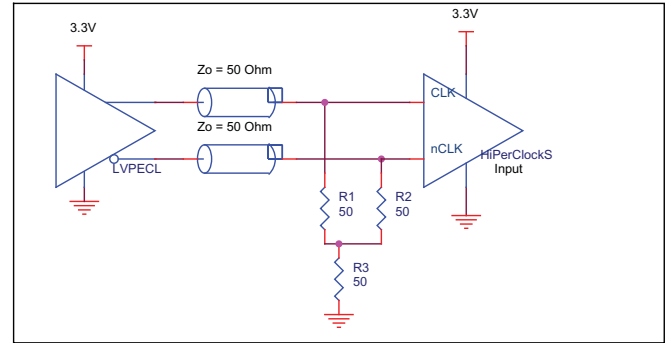 3.3V
3.3V
Zo = 50 Ohm
CLK
Zo = 50 Ohm
nCLK
LVPECL
HiPerClockS
Input
R1
50
R2
50
R3
50